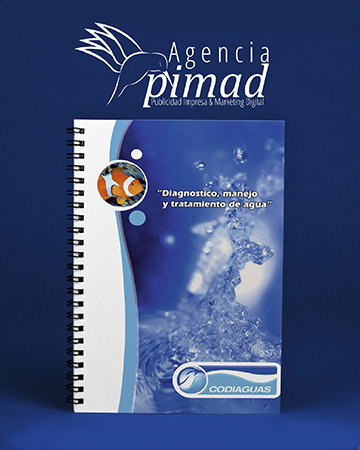 Agencia
pimad
Publicidad Impresa & Marketing Digital
"Diagnostico, manejo
y tratamiento de agua"
CODIAGUAS